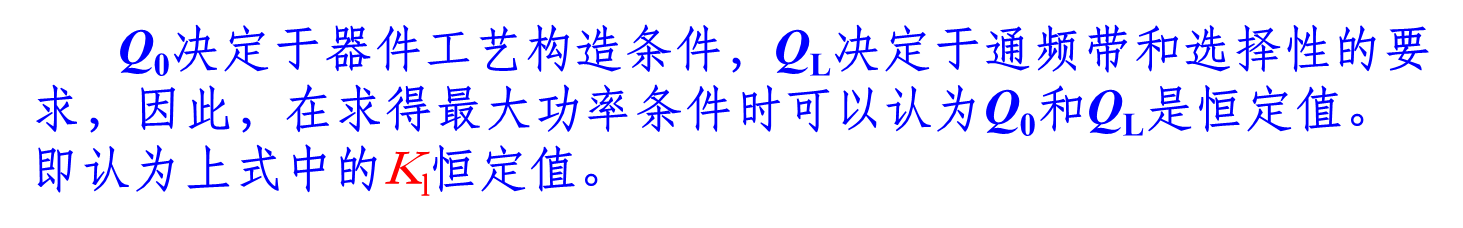 Q0决定于器件工艺构造条件，QL决定于通频带和选择性的要
求，因此，在求得最大功率条件时可以认为Q0和QL是恒定值。
即认为上式中的Kl恒定值。